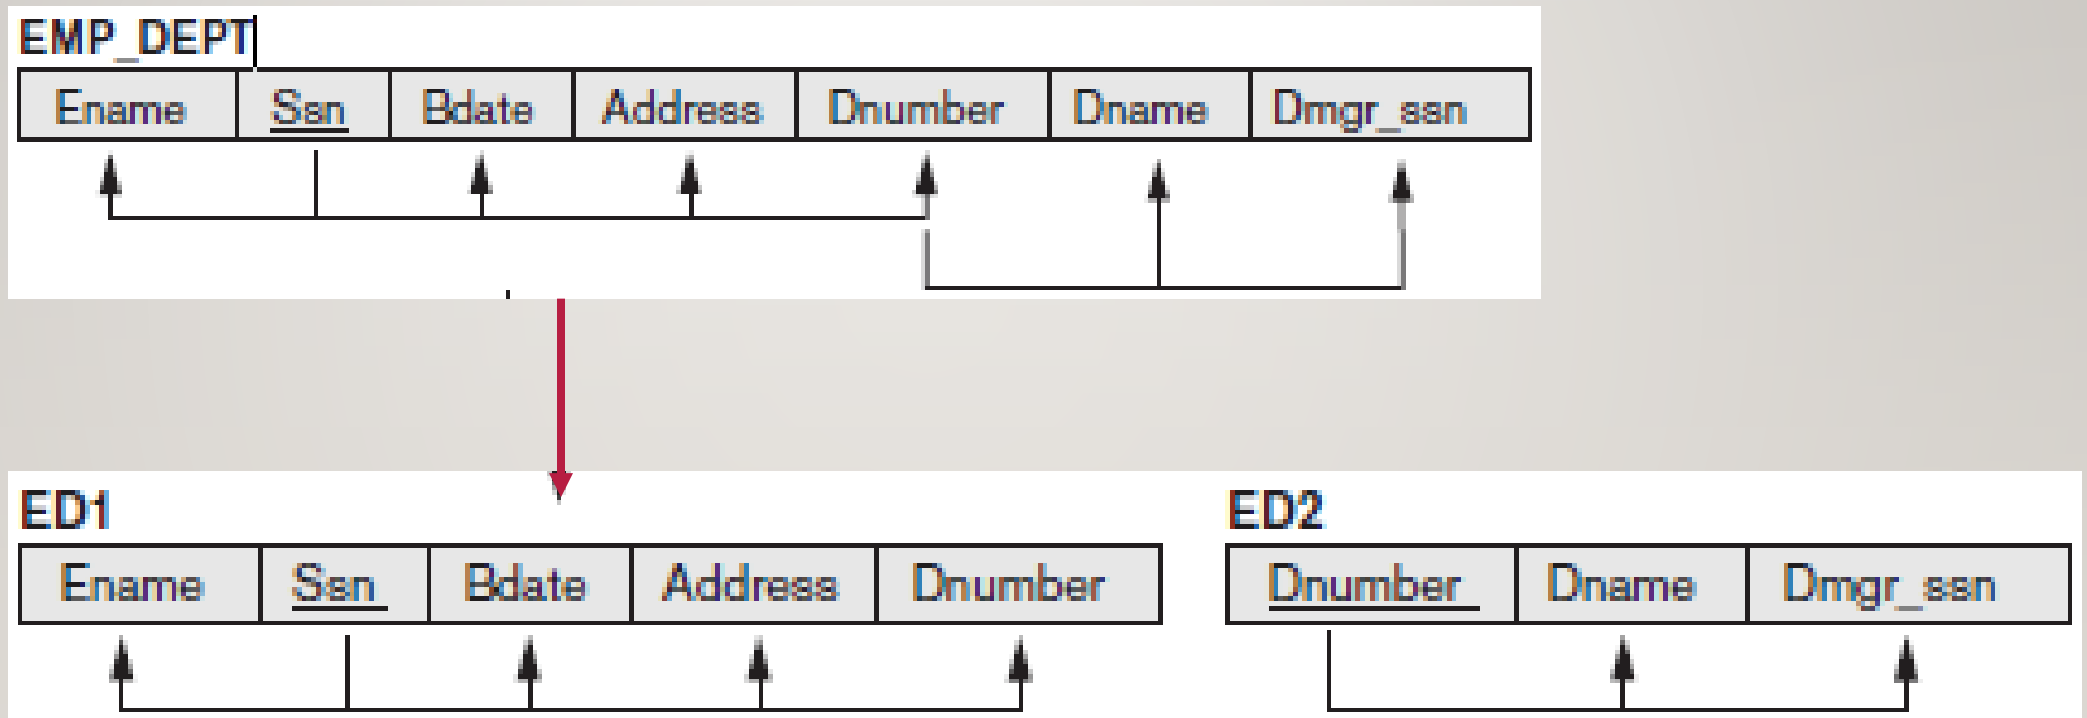 EMP_DEPT
Ename Ssn Bdate Address Dnumber Dname Dmgr_ssn
ED1
Ename Ssn Bdate Address Dnumber
ED2
Dnumber Dname Dmgr_ssn